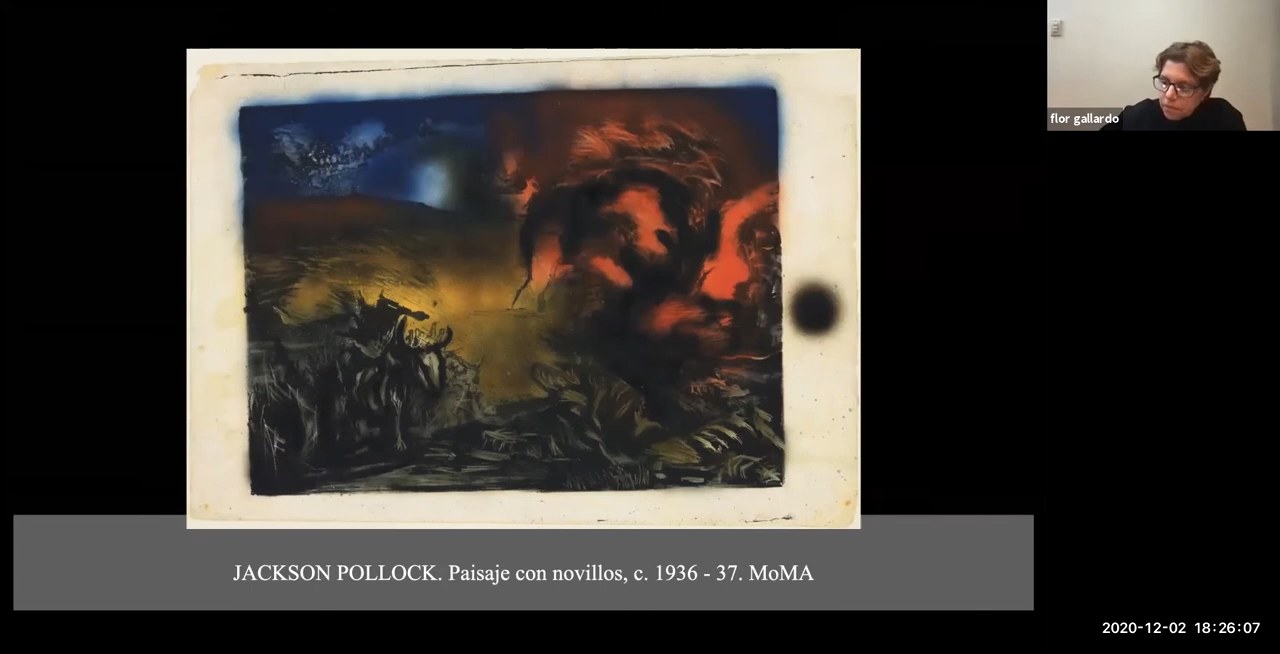 flor gallardo
JACKSON POLLOCK. Paisaje con novillos, c. 1936 - 37. MoMA
2020-12-02 18:26:07